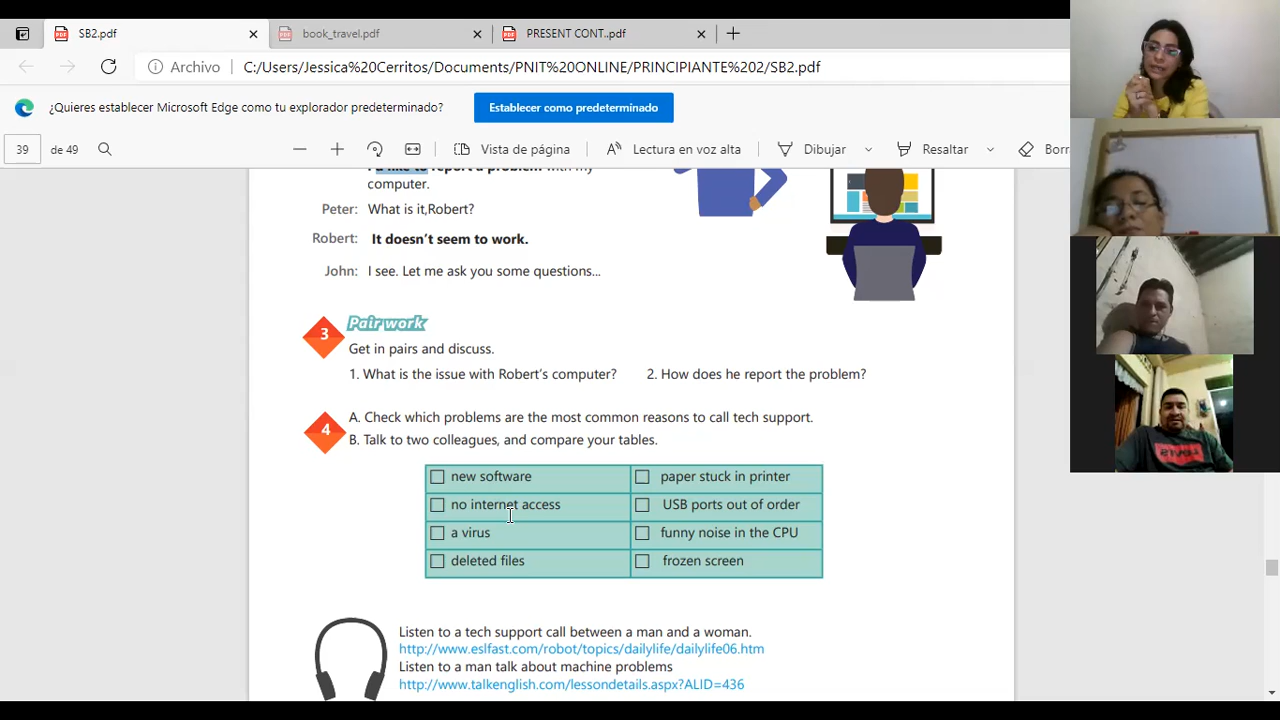 SB2.pdf
book_travel.pdf
PRESENT CONT..pdf
Archivo
C:/Users/Jessica%20Cerritos/Documents/PNIT%20ONLINE/PRINCIPIANTE%202/SB2.pdf
¿Quieres establecer Microsoft Edge como tu explorador predeterminado?
Establecer como predeterminado
39 de 49
Vista de página
Lectura en voz alta
Dibujar
Resaltar
Borr
I'd like to report a problem with my
computer.
Peter: What is it,Robert?
Robert: It doesn't seem to work.
John: I see. Let me ask you some questions...
3 Pair work
Get in pairs and discuss.
1. What is the issue with Robert's computer? 2. How does he report the problem?
4
A. Check which problems are the most common reasons to call tech support.
B. Talk to two colleagues, and compare your tables.
new software paper stuck in printer
no internet access USB ports out of order
a virus funny noise in the CPU
deleted files frozen screen
Listen to a tech support call between a man and a woman.
http://www.eslfast.com/robot/topics/dailylife/dailylife06.htm
Listen to a man talk about machine problems
http://www.talkenglish.com/lessondetails.aspx?ALID=436